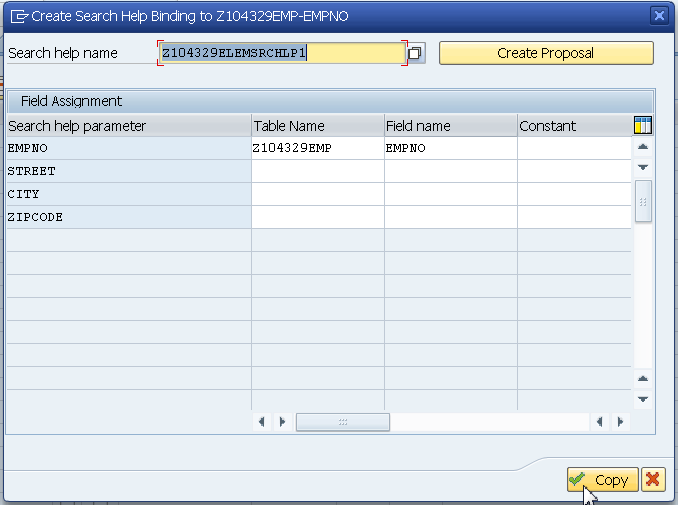 Create Search Help Binding to Z104329EMP-EMPNO
Search help name Z104329ELEMSRCHLP1 Create Proposal
Field Assignment
Search help parameter Table Name Field name Constant
EMPNO Z104329EMP EMPNO
STREET
CITY
ZIPCODE
Copy